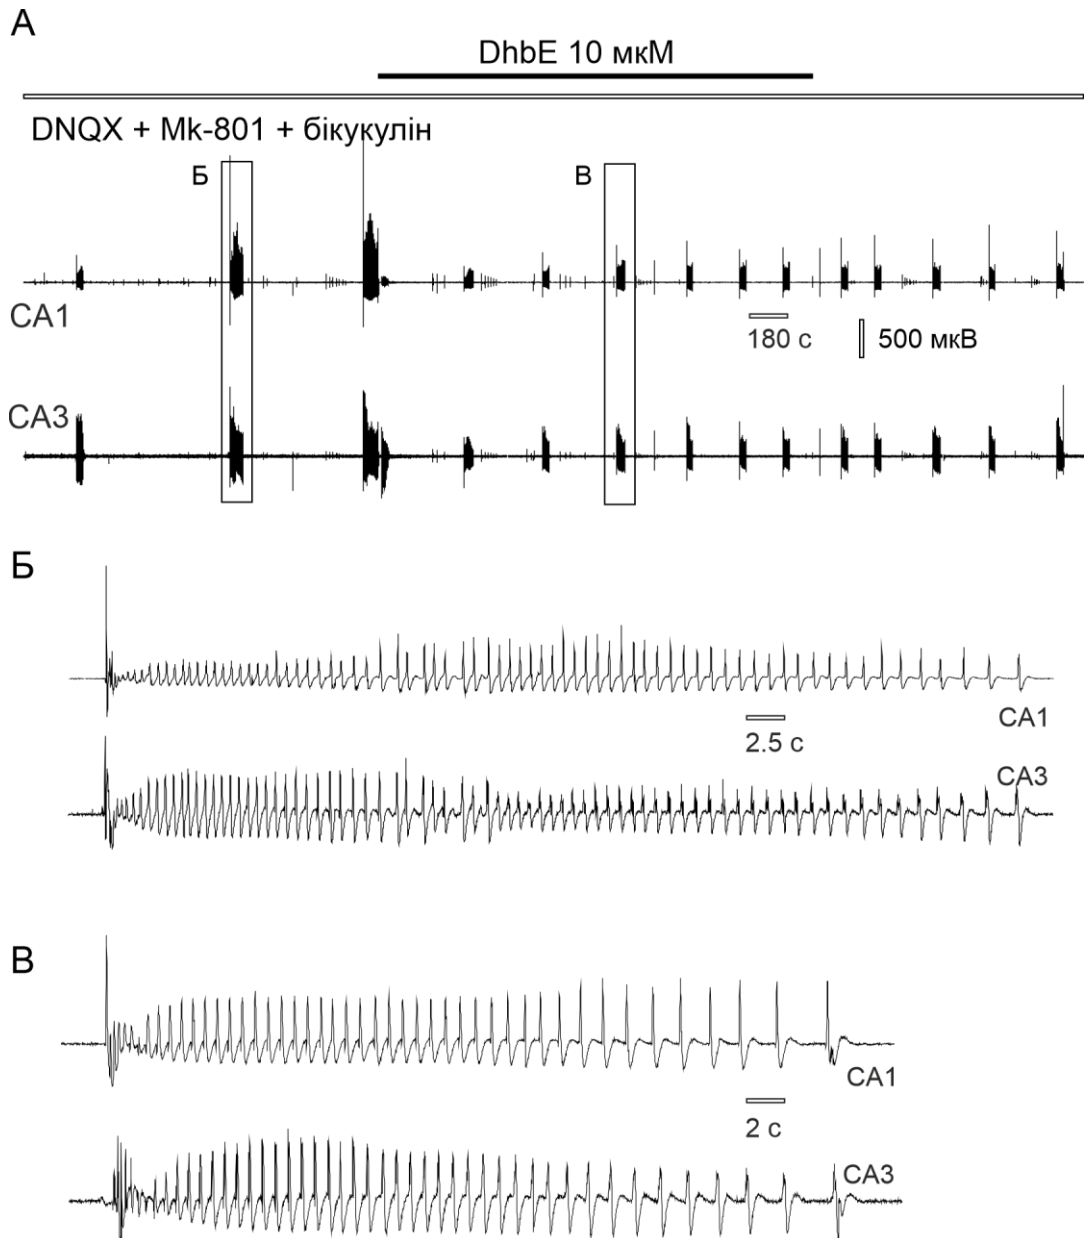 А
DhbE 10 мкМ
DNQX + Mk-801 + бікукулін
Б
В
CA1
180 с
500 мкВ
CA3
Б
CA1
2.5 с
CA3
В
CA1
2 с
CA3